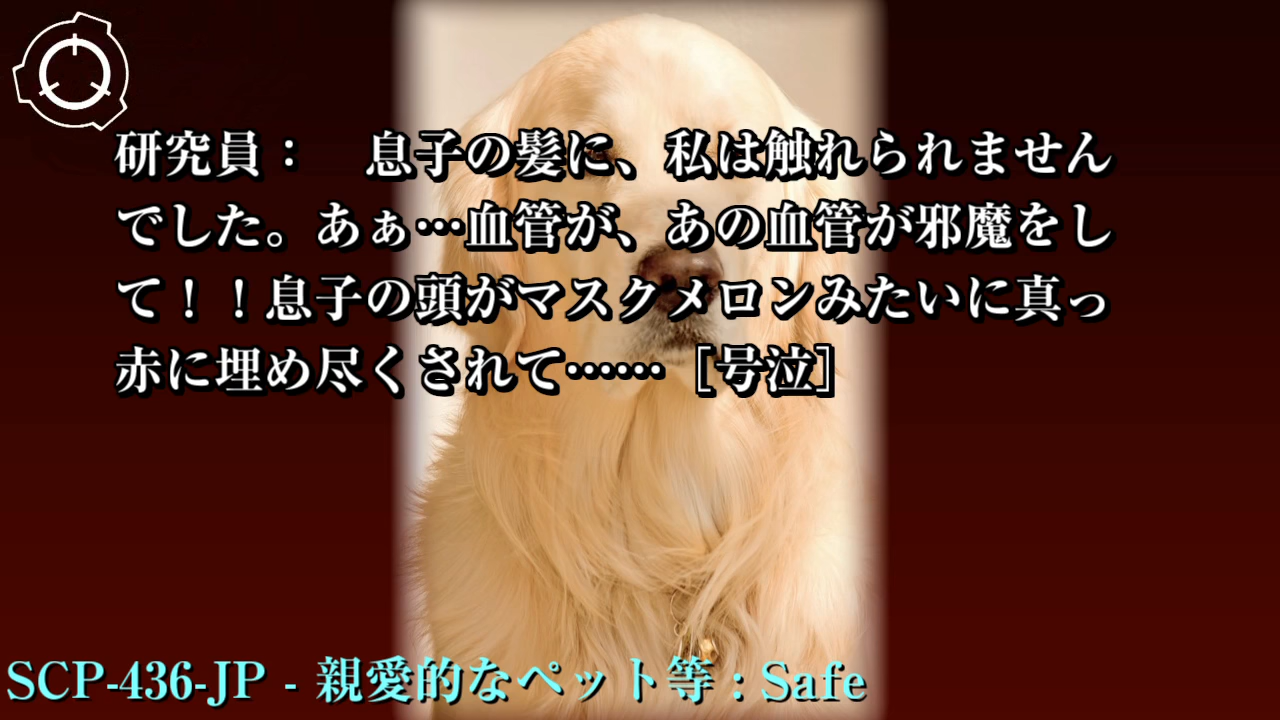 研究員：　息子の髪に、私は触れられません
でした。あぁ…血管が、あの血管が邪魔をし
て！！息子の頭がマスクメロンみたいに真っ
赤に埋め尽くされて……［号泣］
SCP-436-JP - 親愛的なペット等：Safe